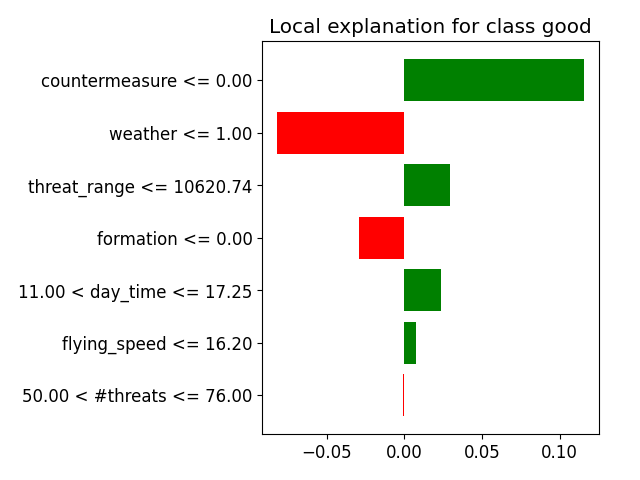 Local explanation for class good
countermeasure <= 0.00
weather <= 1.00
threat_range <= 10620.74
formation <= 0.00
11.00 < day_time <= 17.25
flying_speed <= 16.20
50.00 < #threats <= 76.00
−0.05 0.00 0.05 0.10